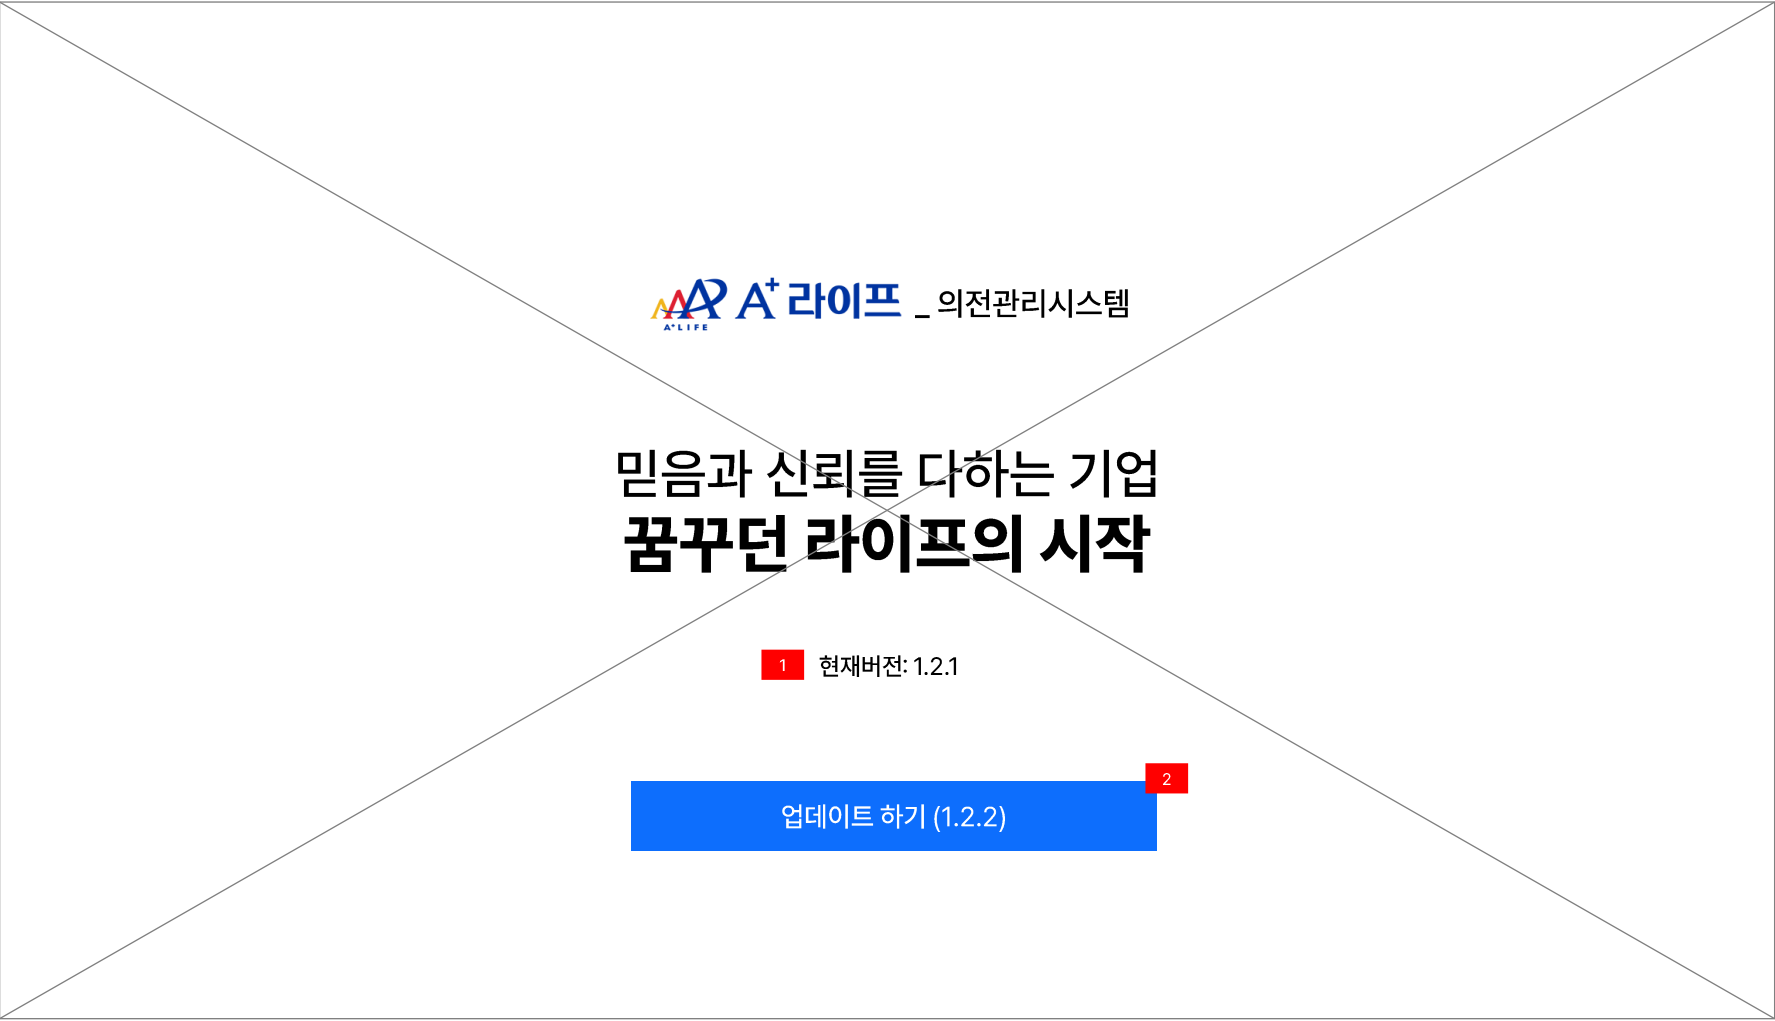 A+LIFE A+ 라이프 _ 의전관리시스템
믿음과 신뢰를 디하는 기업
꿈꾸던 라이프의 시작
1 현재버전: 1.2.1
2
업데이트 하기 (1.2.2)